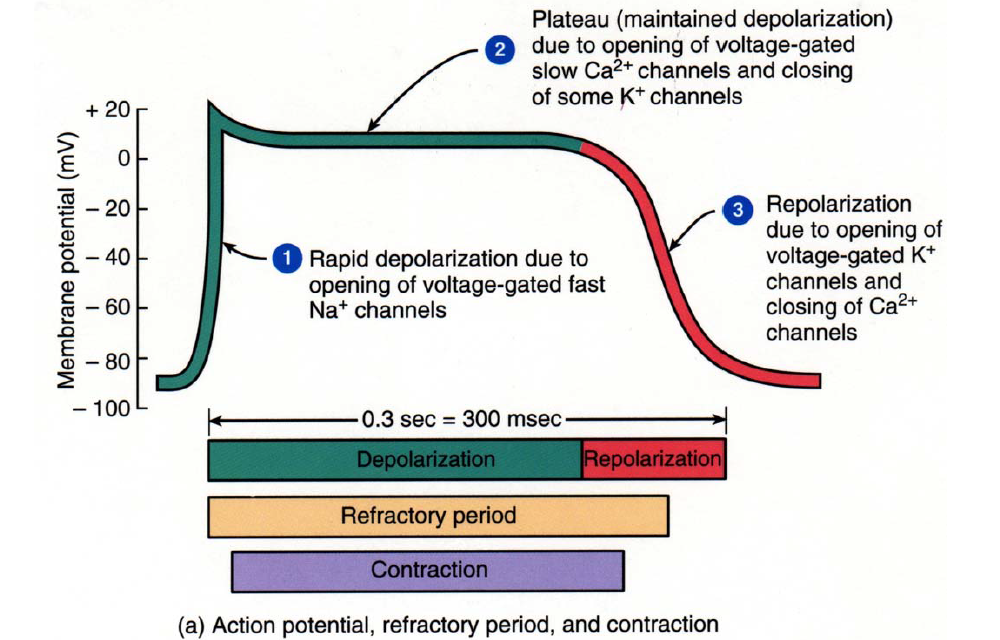 Plateau (maintained depolarization)
2 due to opening of voltage-gated
slow Ca²⁺ channels and closing
of some K⁺ channels
+ 20
0
– 20
– 40
– 60
– 80
– 100
Membrane potential (mV)
1 Rapid depolarization due to
opening of voltage-gated fast
Na⁺ channels
3 Repolarization
due to opening of
voltage-gated K⁺
channels and
closing of Ca²⁺
channels
0.3 sec = 300 msec
Depolarization
Repolarization
Refractory period
Contraction
(a) Action potential, refractory period, and contraction